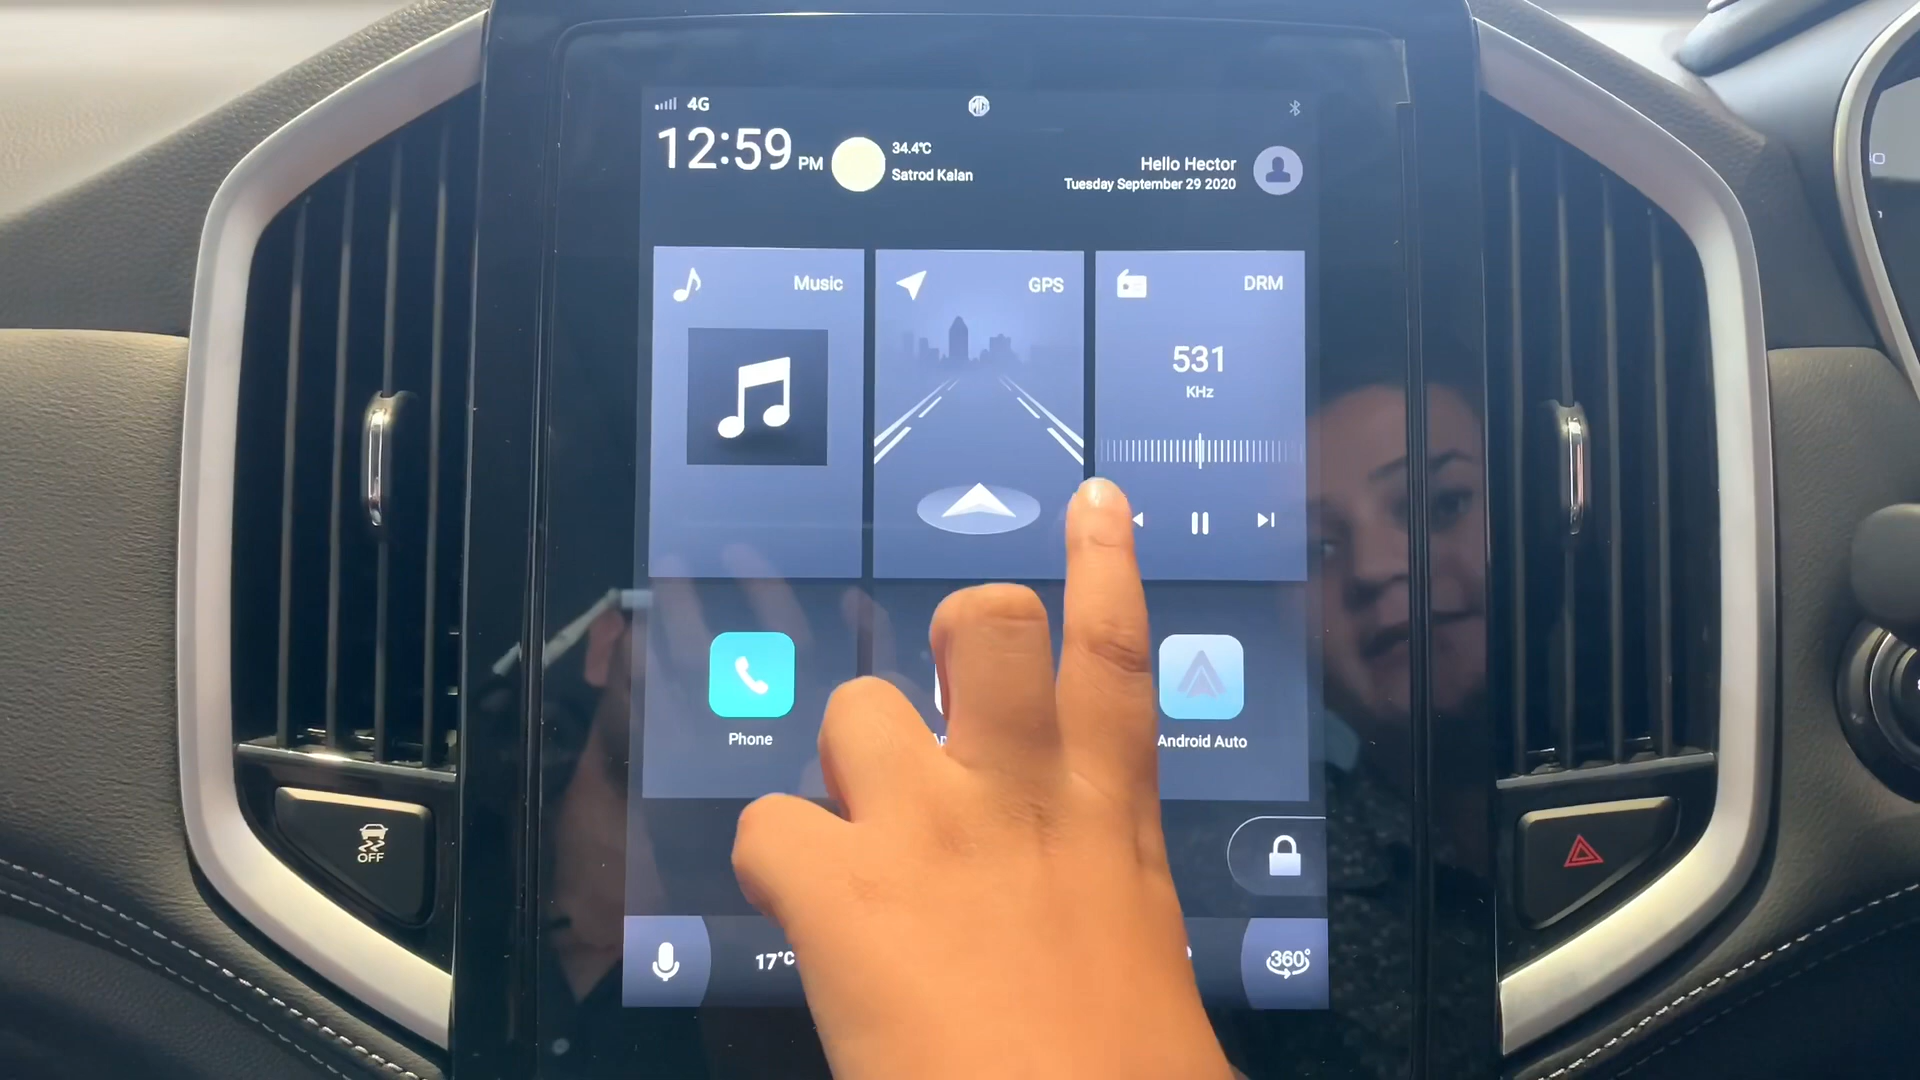 4G
MG
12:59 PM
34.4°C
Satrod Kalan
Hello Hector
Tuesday September 29 2020
Music
GPS
DRM
531
KHz
Phone
Android Auto
OFF
17°C
360°